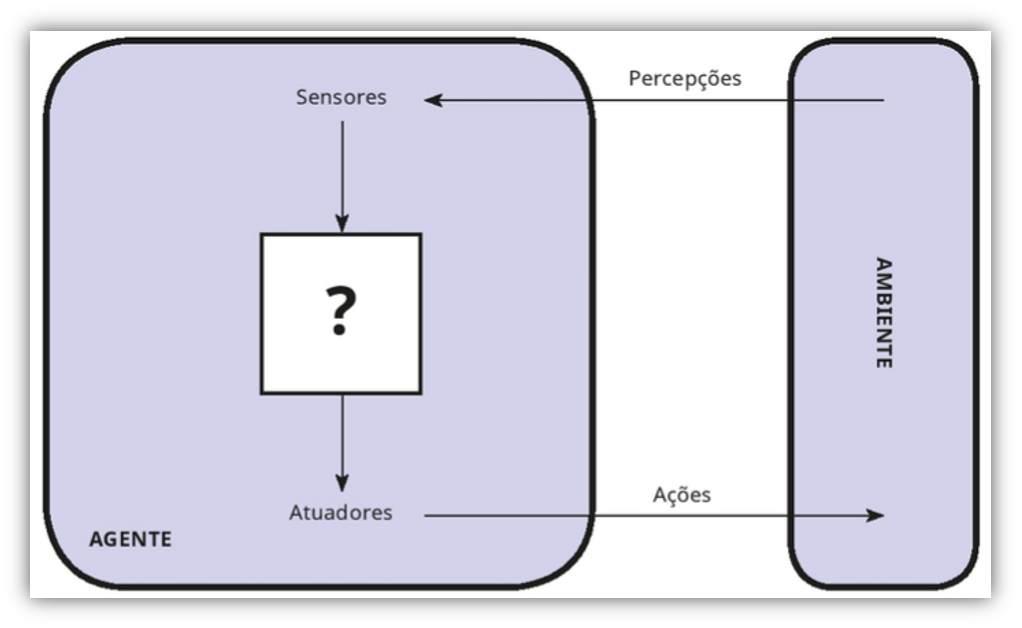 Percepções
Sensores
?
AMBIENTE
Ações
Atuadores
AGENTE